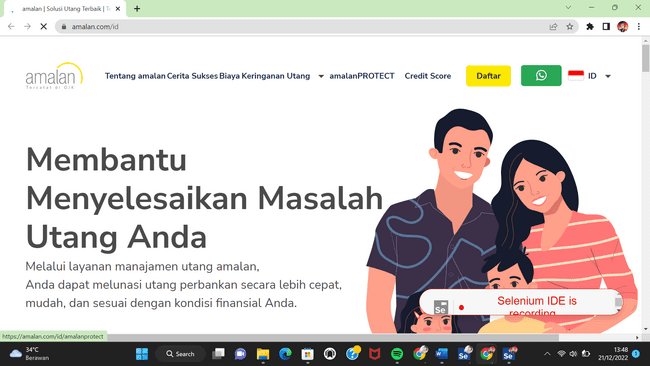 amalan | Solusi Utang Terbaik | T
amalan.com/id
amalan
Tercatat di OJK
Tentang amalan Cerita Sukses Biaya Keringanan Utang amalanPROTECT Credit Score Daftar ID
Membantu
Menyelesaikan Masalah
Utang Anda
Melalui layanan manajamen utang amalan,
Anda dapat melunasi utang perbankan secara lebih cepat,
mudah, dan sesuai dengan kondisi finansial Anda.
Se
Selenium IDE is
recording
https://amalan.com/id/amalanprotect
34°C
Berawan
Search
13:48
21/12/2022